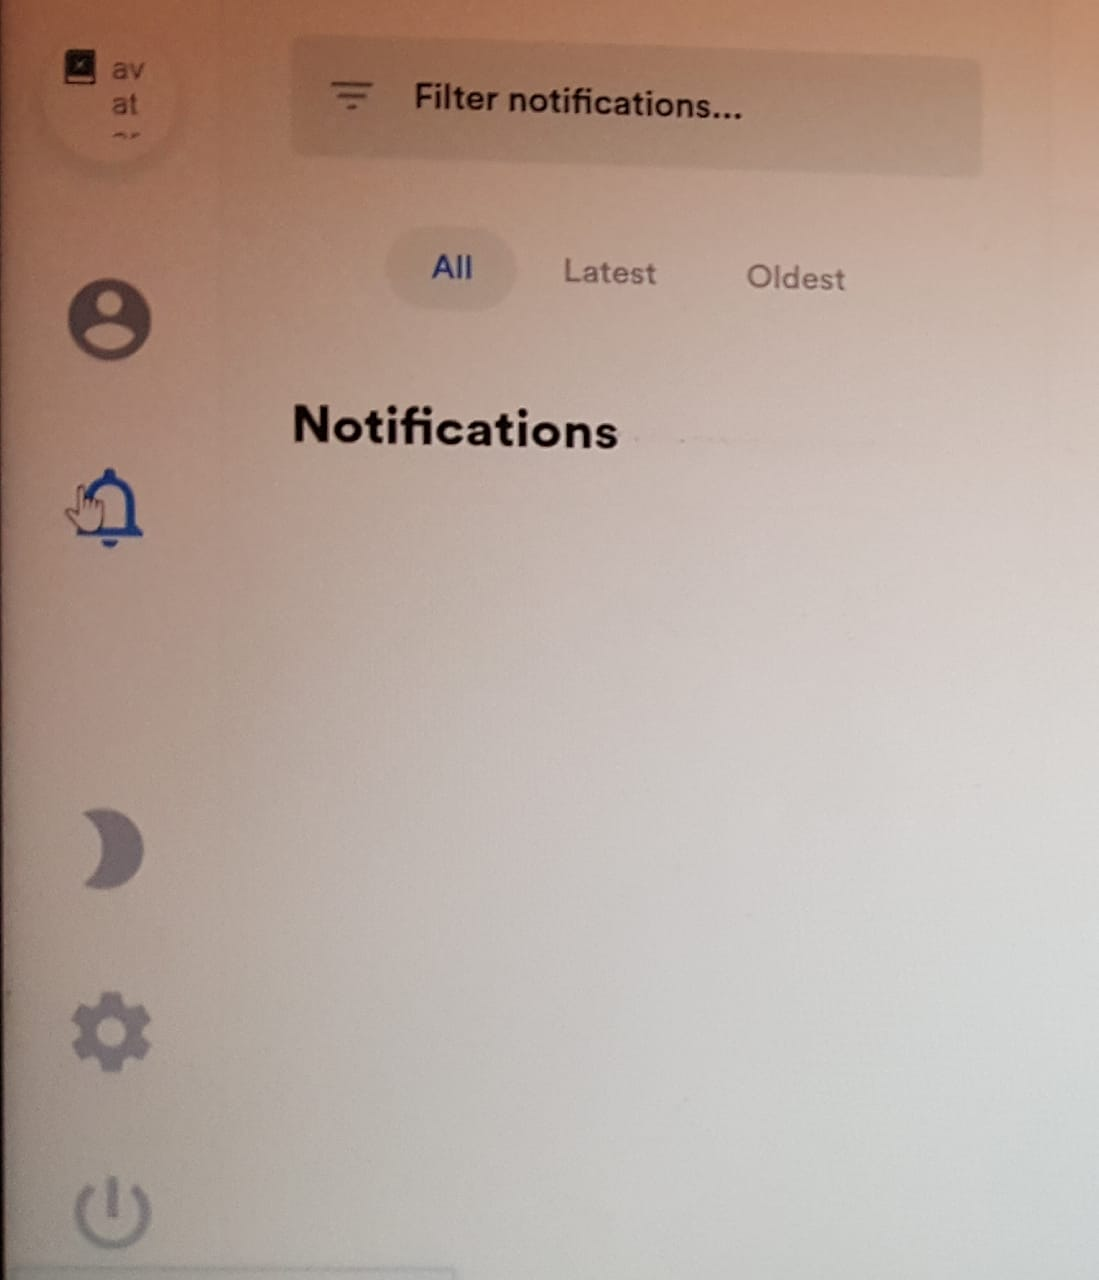 av
at
Filter notifications...
All Latest Oldest
Notifications